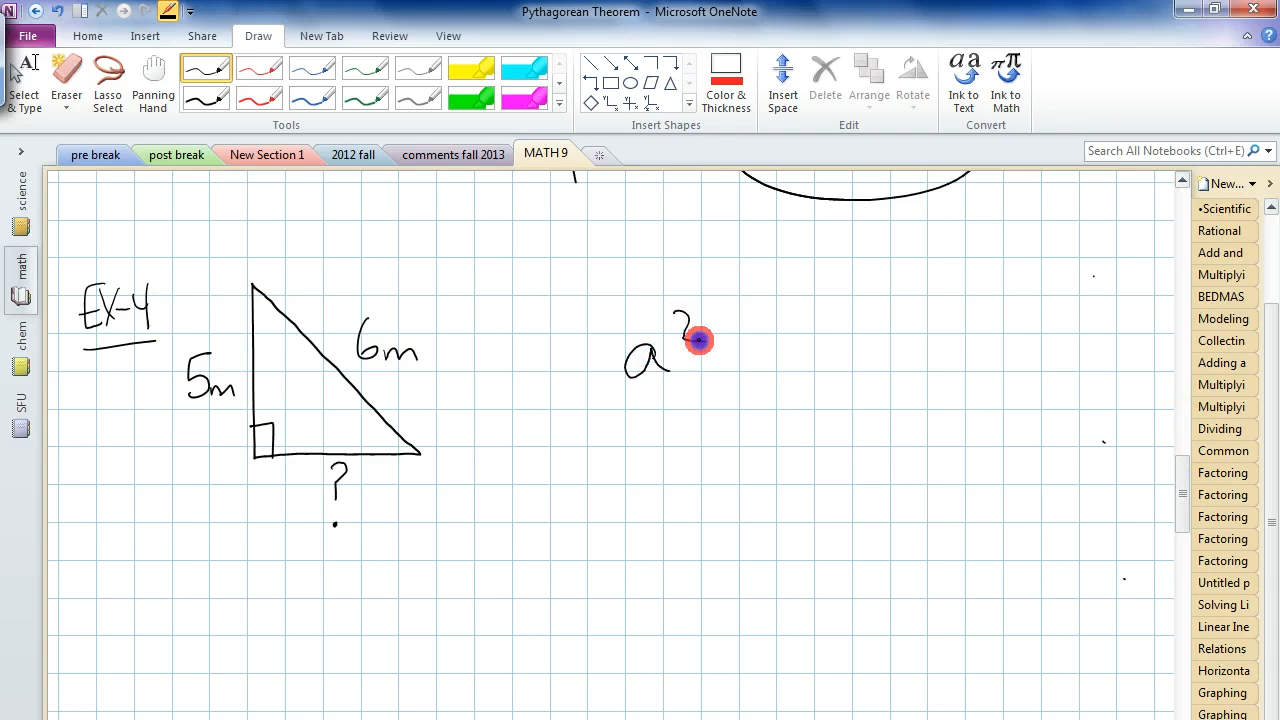 Pythagorean Theorem - Microsoft OneNote
File Home Insert Share Draw New Tab Review View
Select & Type
Eraser
Lasso Select
Panning Hand
Color & Thickness
Insert Space
Delete
Arrange
Rotate
Ink to Text
Ink to Math
Tools Insert Shapes Edit Convert
pre break post break New Section 1 2012 fall comments fall 2013 MATH 9
Search All Notebooks (Ctrl+E)
New...
science
math
chem
SFU
•Scientific
Rational
Add and
Multiplyi
BEDMAS
Modeling
Collectin
Adding a
Multiplyi
Multiplyi
Dividing
Common
Factoring
Factoring
Factoring
Factoring
Factoring
Untitled p
Solving Li
Linear Ine
Relations
Horizonta
Graphing
Graphing
EX-4
6m
5m
?
a²